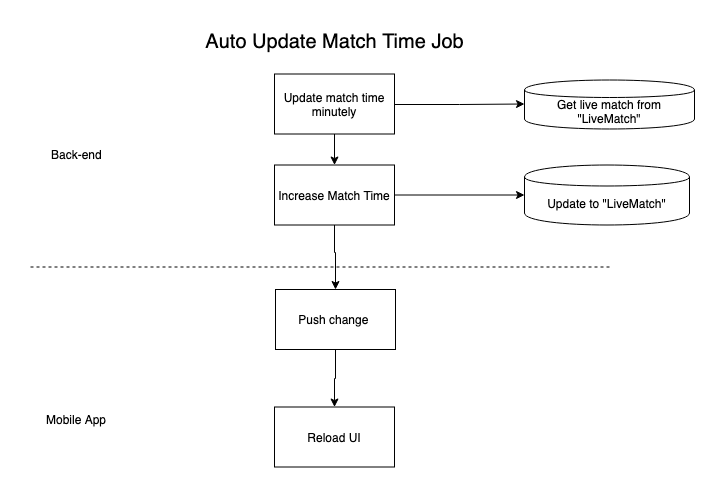 Auto Update Match Time Job
Update match time
minutely
Get live match from
"LiveMatch"
Back-end
Increase Match Time
Update to "LiveMatch"
Push change
Mobile App
Reload UI